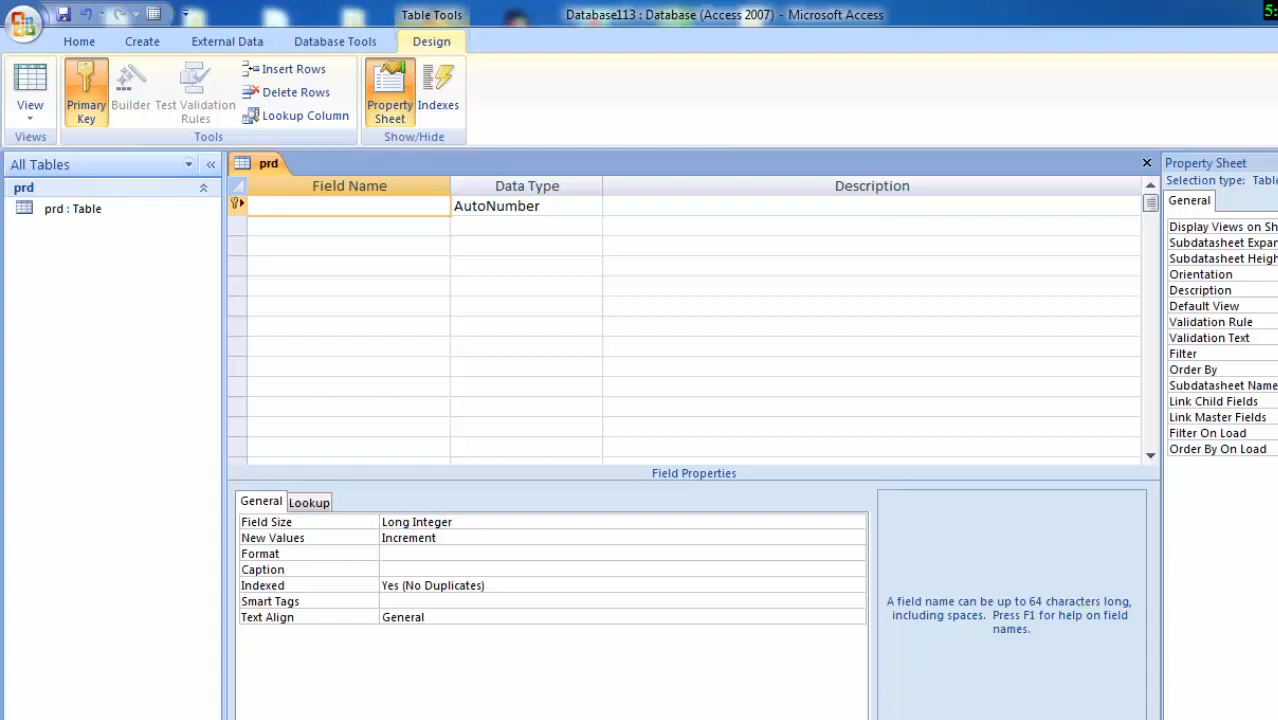 Table Tools
Database113 : Database (Access 2007) - Microsoft Access
5:
Home
Create
External Data
Database Tools
Design
View
Primary Key
Builder
Test Validation Rules
Insert Rows
Delete Rows
Lookup Column
Property Sheet
Indexes
Views
Tools
Show/Hide
All Tables
prd
prd : Table
prd
Field Name
Data Type
Description
AutoNumber
Field Properties
General
Lookup
Field Size
Long Integer
New Values
Increment
Format
Caption
Indexed
Yes (No Duplicates)
Smart Tags
Text Align
General
A field name can be up to 64 characters long,
including spaces. Press F1 for help on field
names.
Property Sheet
Selection type: Table
General
Display Views on Sh
Subdatasheet Expan
Subdatasheet Heigh
Orientation
Description
Default View
Validation Rule
Validation Text
Filter
Order By
Subdatasheet Name
Link Child Fields
Link Master Fields
Filter On Load
Order By On Load